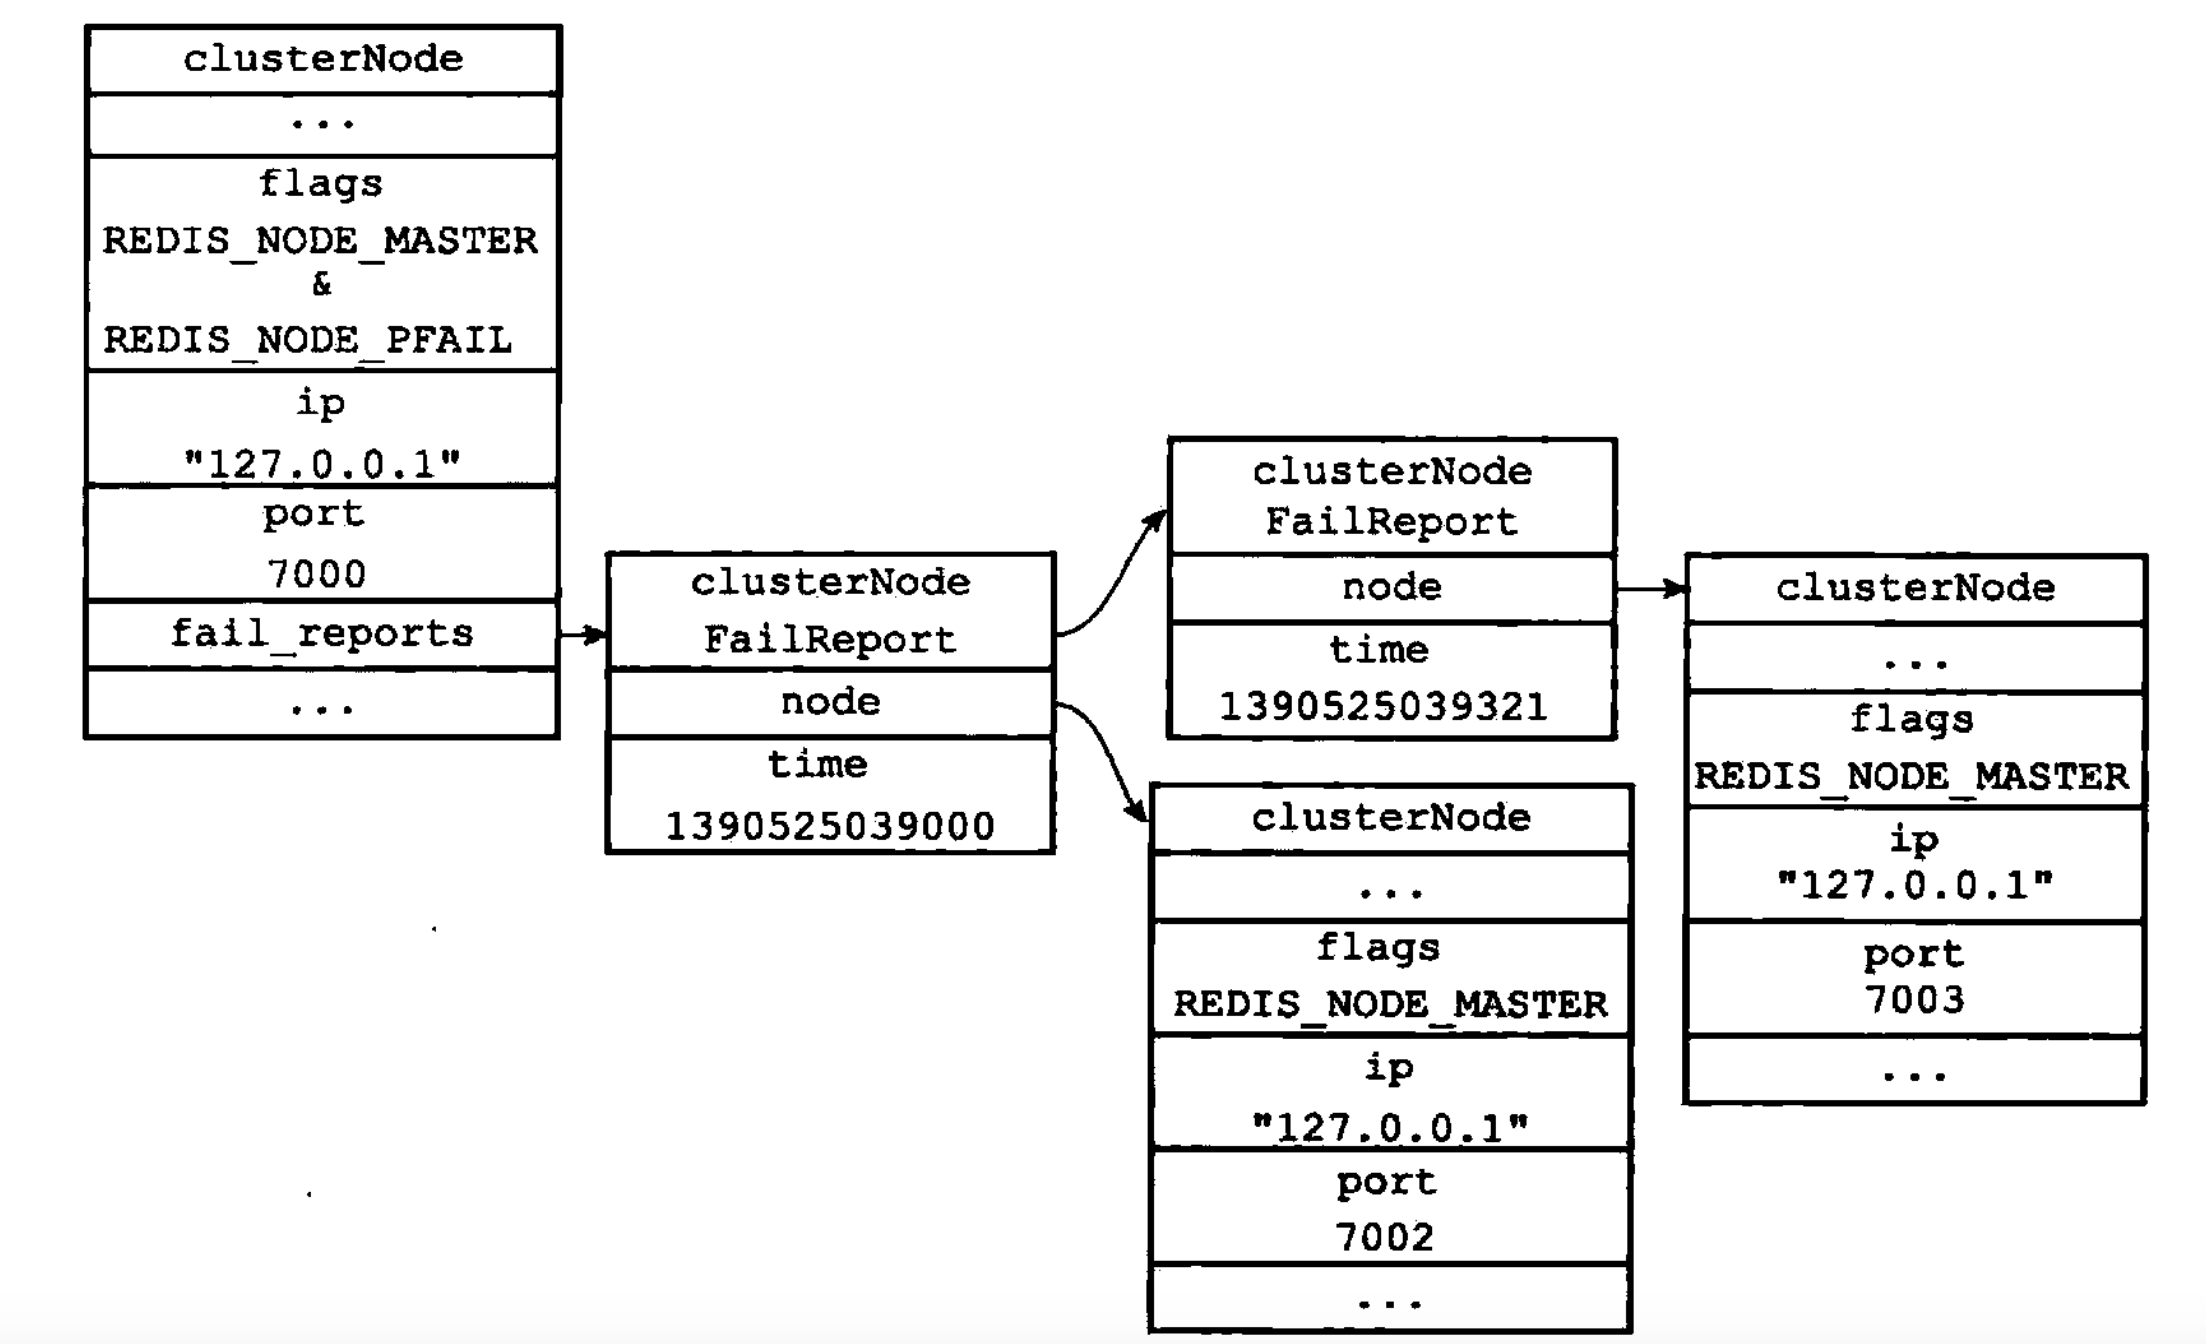 clusterNode
...
flags
REDIS_NODE_MASTER
&
REDIS_NODE_PFAIL
ip
"127.0.0.1"
port
7000
fail_reports
...
clusterNode
FailReport
node
time
1390525039000
clusterNode
FailReport
node
time
1390525039321
clusterNode
...
flags
REDIS_NODE_MASTER
ip
"127.0.0.1"
port
7002
...
clusterNode
...
flags
REDIS_NODE_MASTER
ip
"127.0.0.1"
port
7003
...